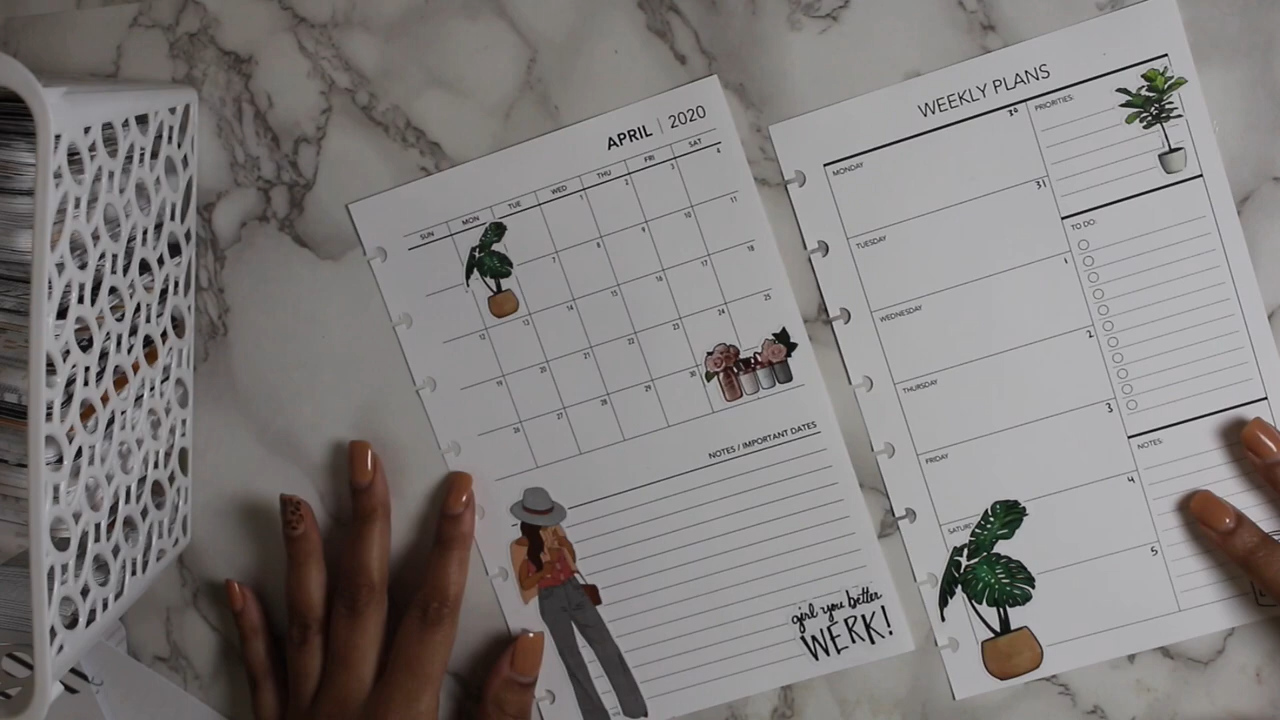 APRIL | 2020
SUN MON TUE WED THU FRI SAT
1 2 3 4
7 8 9 10 11
12 13 14 15 16 17 18
19 20 21 22 23 24 25
26 27 28 29 30
NOTES / IMPORTANT DATES
girl you better
WERK!
WEEKLY PLANS
MONDAY
TUESDAY
31
WEDNESDAY
1
THURSDAY
2
FRIDAY
3
SATU
4
5
PRIORITIES:
TO DO:
NOTES: